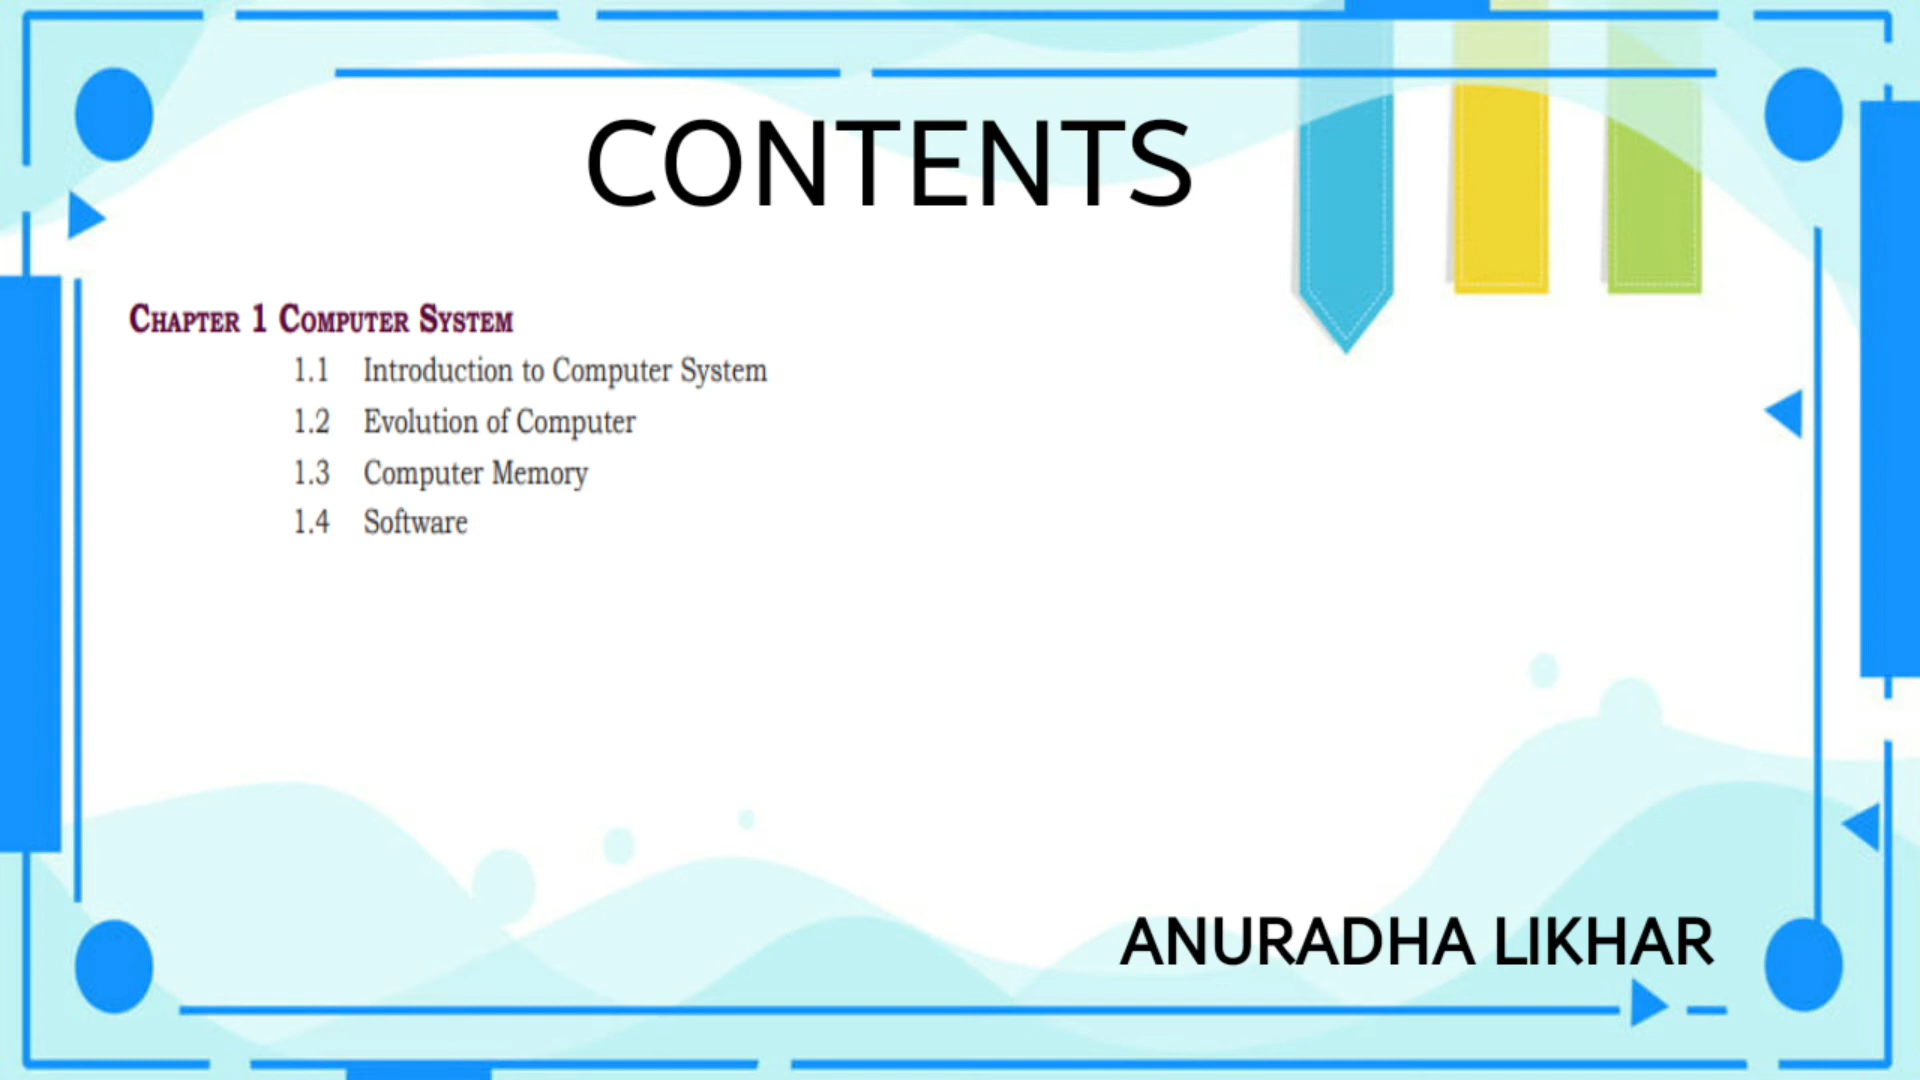 CONTENTS
CHAPTER 1 COMPUTER SYSTEM
1.1 Introduction to Computer System
1.2 Evolution of Computer
1.3 Computer Memory
1.4 Software
ANURADHA LIKHAR